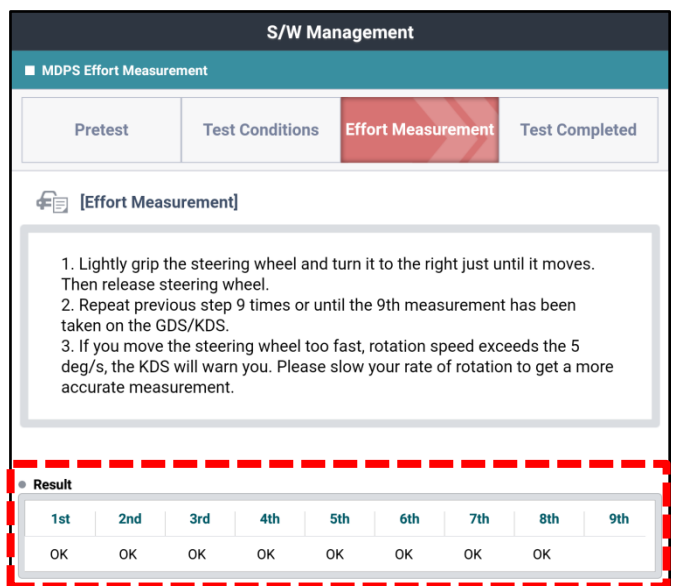 S/W Management
MDPS Effort Measurement
Pretest
Test Conditions
Effort Measurement
Test Completed
[Effort Measurement]
1. Lightly grip the steering wheel and turn it to the right just until it moves.
Then release steering wheel.
2. Repeat previous step 9 times or until the 9th measurement has been
taken on the GDS/KDS.
3. If you move the steering wheel too fast, rotation speed exceeds the 5
deg/s, the KDS will warn you. Please slow your rate of rotation to get a more
accurate measurement.
Result
1st 2nd 3rd 4th 5th 6th 7th 8th 9th
OK OK OK OK OK OK OK OK